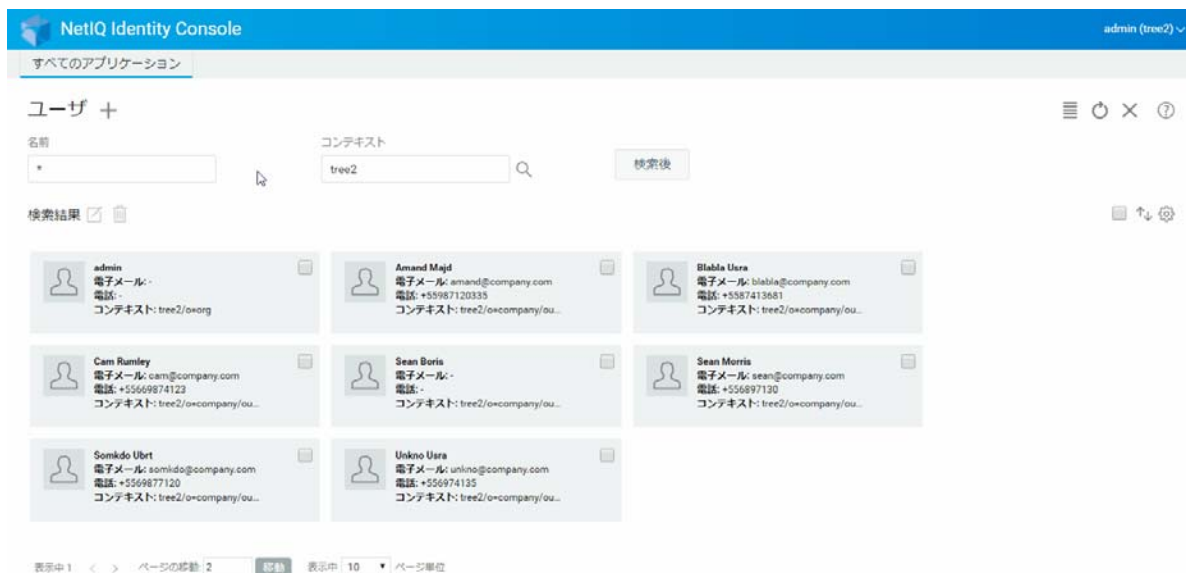 NetIQ Identity Console
admin (tree2)
すべてのアプリケーション
ユーザ
名前
コンテキスト
*
tree2
検索後
検索結果
admin
電子メール: -
電話: -
コンテキスト: tree2/o=org
Amand Majd
電子メール: amand@company.com
電話: +55987120335
コンテキスト: tree2/o=company/ou...
Blabla Usra
電子メール: blabla@company.com
電話: +5587413681
コンテキスト: tree2/o=company/ou...
Cam Rumley
電子メール: cam@company.com
電話: +55669874123
コンテキスト: tree2/o=company/ou...
Sean Boris
電子メール: -
電話: -
コンテキスト: tree2/o=company/ou...
Sean Morris
電子メール: sean@company.com
電話: +556897130
コンテキスト: tree2/o=company/ou...
Somkdo Ubrt
電子メール: somkdo@company.com
電話: +5569877120
コンテキスト: tree2/o=company/ou...
Unkno Usra
電子メール: unkno@company.com
電話: +556974135
コンテキスト: tree2/o=company/ou...
表示中 1 < > ページの移動 2 移動 表示中 10 ページ単位